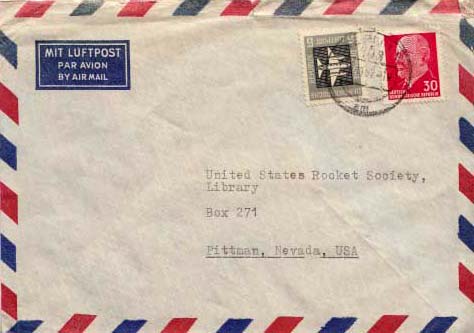 MIT LUFTPOST
PAR AVION
BY AIR MAIL
30
United States Rocket Society,
Library
Box 271
Pittman, Nevada, USA